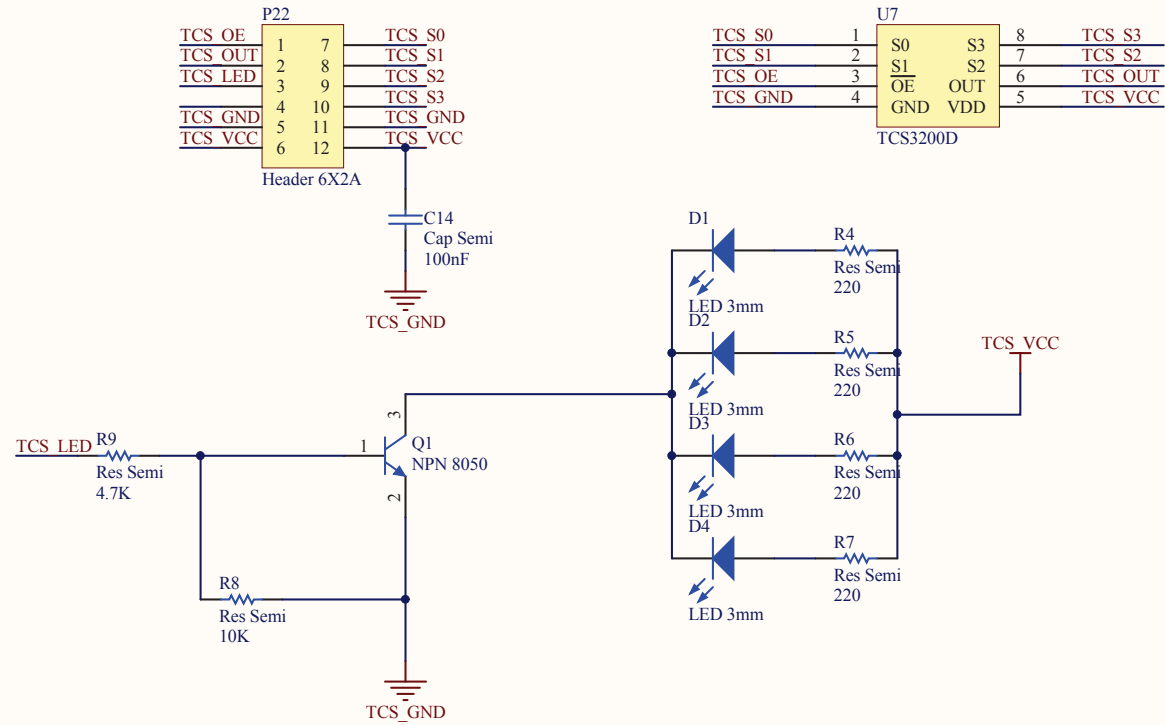 P22
TCS_OE 1 7 TCS_S0
TCS_OUT 2 8 TCS_S1
TCS_LED 3 9 TCS_S2
4 10 TCS_S3
TCS_GND 5 11 TCS_GND
TCS_VCC 6 12 TCS_VCC
Header 6X2A
C14
Cap Semi
100nF
TCS_GND
U7
TCS_S0 1 S0 S3 8 TCS_S3
TCS_S1 2 S1 S2 7 TCS_S2
TCS_OE 3 OE OUT 6 TCS_OUT
TCS_GND 4 GND VDD 5 TCS_VCC
TCS3200D
D1
LED 3mm
R4
Res Semi
220
D2
LED 3mm
R5
Res Semi
220
TCS_VCC
D3
LED 3mm
R6
Res Semi
220
D4
LED 3mm
R7
Res Semi
220
TCS_LED
R9
Res Semi
4.7K
1
3
2
Q1
NPN 8050
R8
Res Semi
10K
TCS_GND